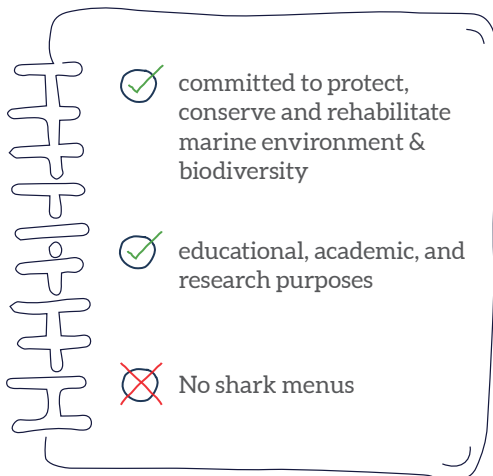 committed to protect,
conserve and rehabilitate
marine environment &
biodiversity
educational, academic, and
research purposes
No shark menus